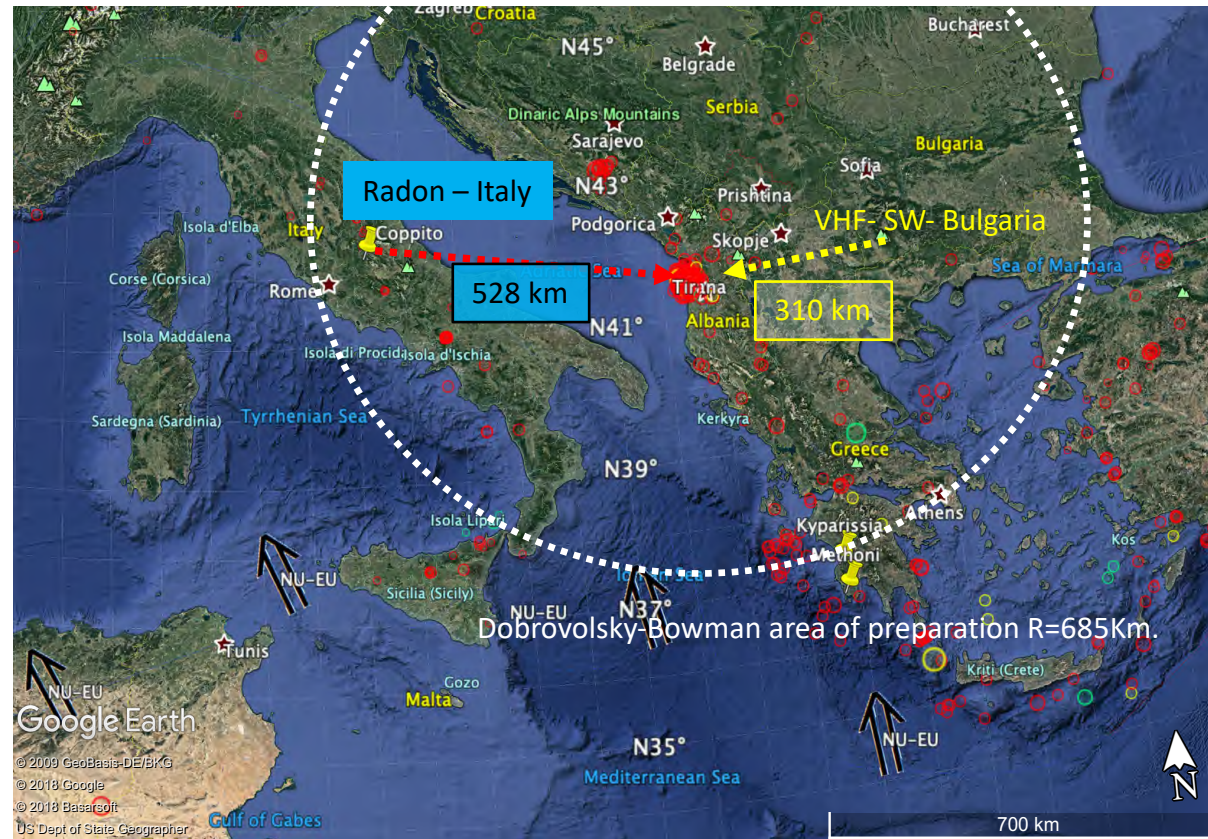 Zagreb
Croatia
Bucharest
N45°
Belgrade
Dinaric Alps Mountains
Serbia
Sarajevo
Bulgaria
Sofia
Radon – Italy
N43°
Prishtina
Podgorica
VHF- SW- Bulgaria
Isola d'Elba
Italy
Coppito
Skopje
Adriatic Sea
Sea of Marmara
Corse (Corsica)
Rome
528 km
Tirana
310 km
Albania
N41°
Isola Maddalena
Isola di Procida
Isola d'Ischia
Sardegna (Sardinia)
Tyrrhenian Sea
Kerkyra
Greece
N39°
Isola Lipari
Athens
Kyparissia
Kos
Methoni
NU-EU
Ionian Sea
Sicilia (Sicily)
NU-EU
N37°
Dobrovolsky-Bowman area of preparation R=685Km.
Tunis
Kriti (Crete)
Gozo
NU-EU
Malta
Google Earth
NU-EU
N35°
© 2009 GeoBasis-DE/BKG
Mediterranean Sea
© 2018 Google
© 2018 Basarsoft
N
Gulf of Gabes
US Dept of State Geographer
700 km